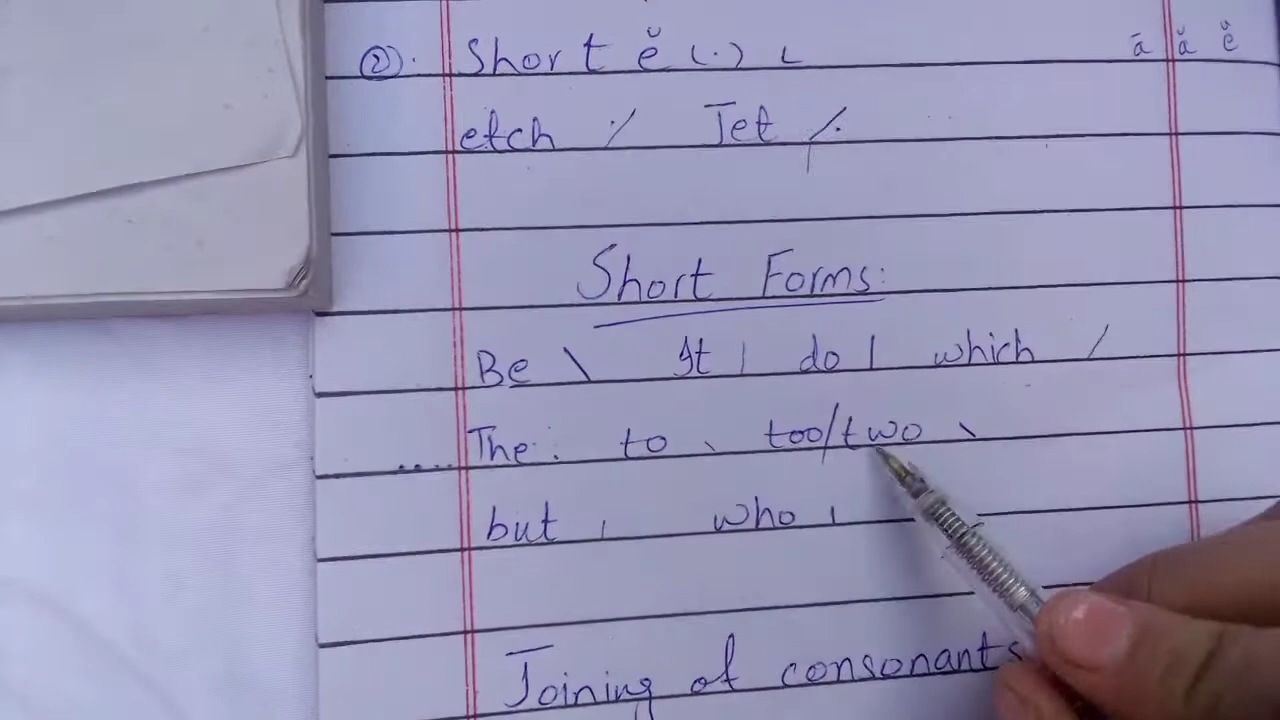 ②. Short ĕ (.) ā ă ĕ
etch Jet
Short Forms:
Be \ It | do | which /
.... The . to \ too/two \
but | who |
Joining of consonants